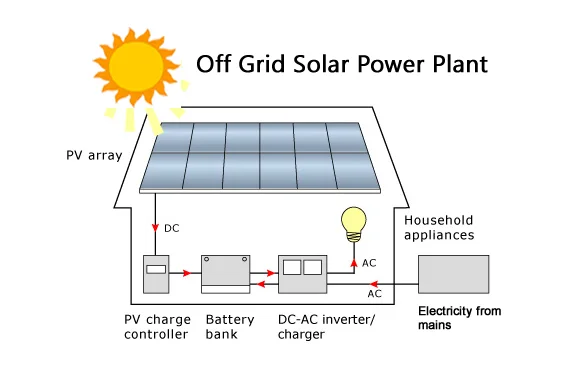 Off Grid Solar Power Plant
PV array
DC
Household
appliances
AC
AC
PV charge
controller
Battery
bank
DC-AC inverter/
charger
Electricity from
mains